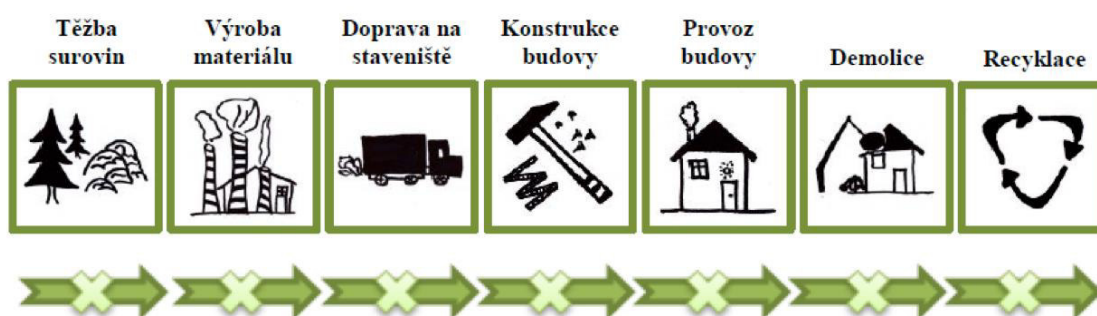 Těžba
surovin
Výroba
materiálu
Doprava na
staveniště
Konstrukce
budovy
Provoz
budovy
Demolice
Recyklace